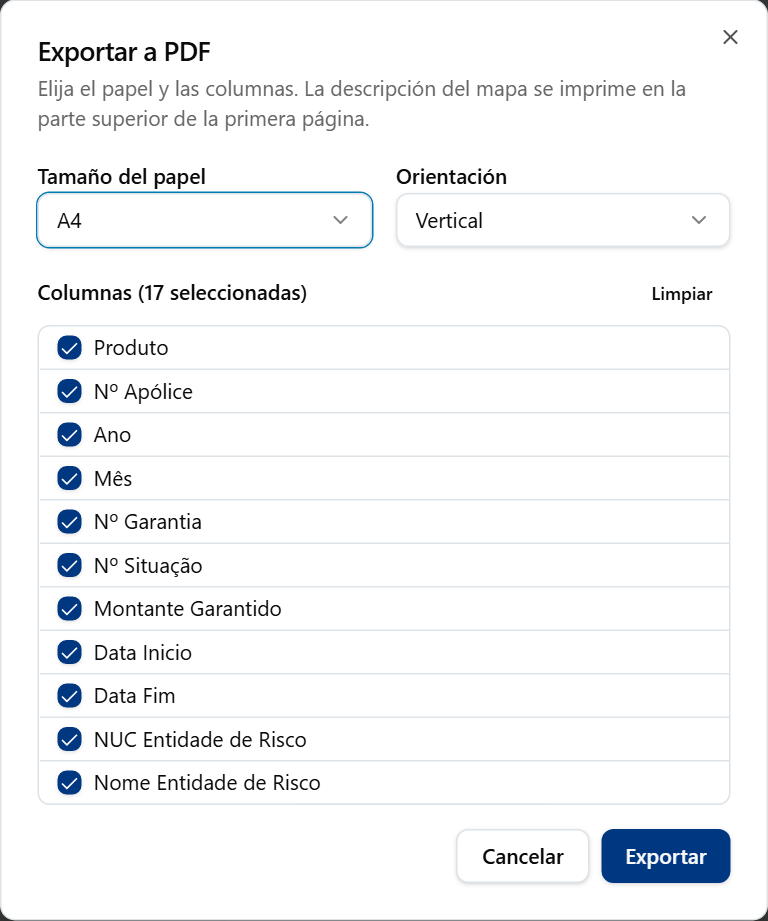 Exportar a PDF
Elija el papel y las columnas. La descripción del mapa se imprime en la
parte superior de la primera página.
Tamaño del papel
Orientación
A4
Vertical
Columnas (17 seleccionadas)
Limpiar
Produto
Nº Apólice
Ano
Mês
Nº Garantia
Nº Situação
Montante Garantido
Data Inicio
Data Fim
NUC Entidade de Risco
Nome Entidade de Risco
Cancelar
Exportar